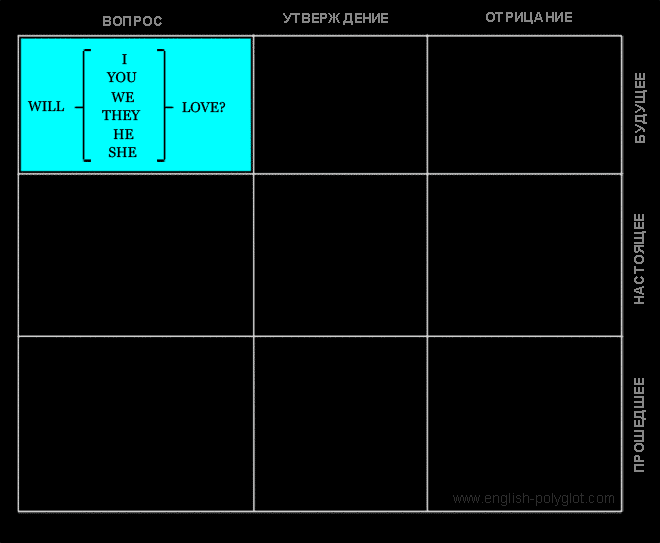 ВОПРОС
УТВЕРЖДЕНИЕ
ОТРИЦАНИЕ
WILL
I
YOU
WE
THEY
HE
SHE
LOVE?
БУДУЩЕЕ
НАСТОЯЩЕЕ
ПРОШЕДШЕЕ
www.english-polyglot.com